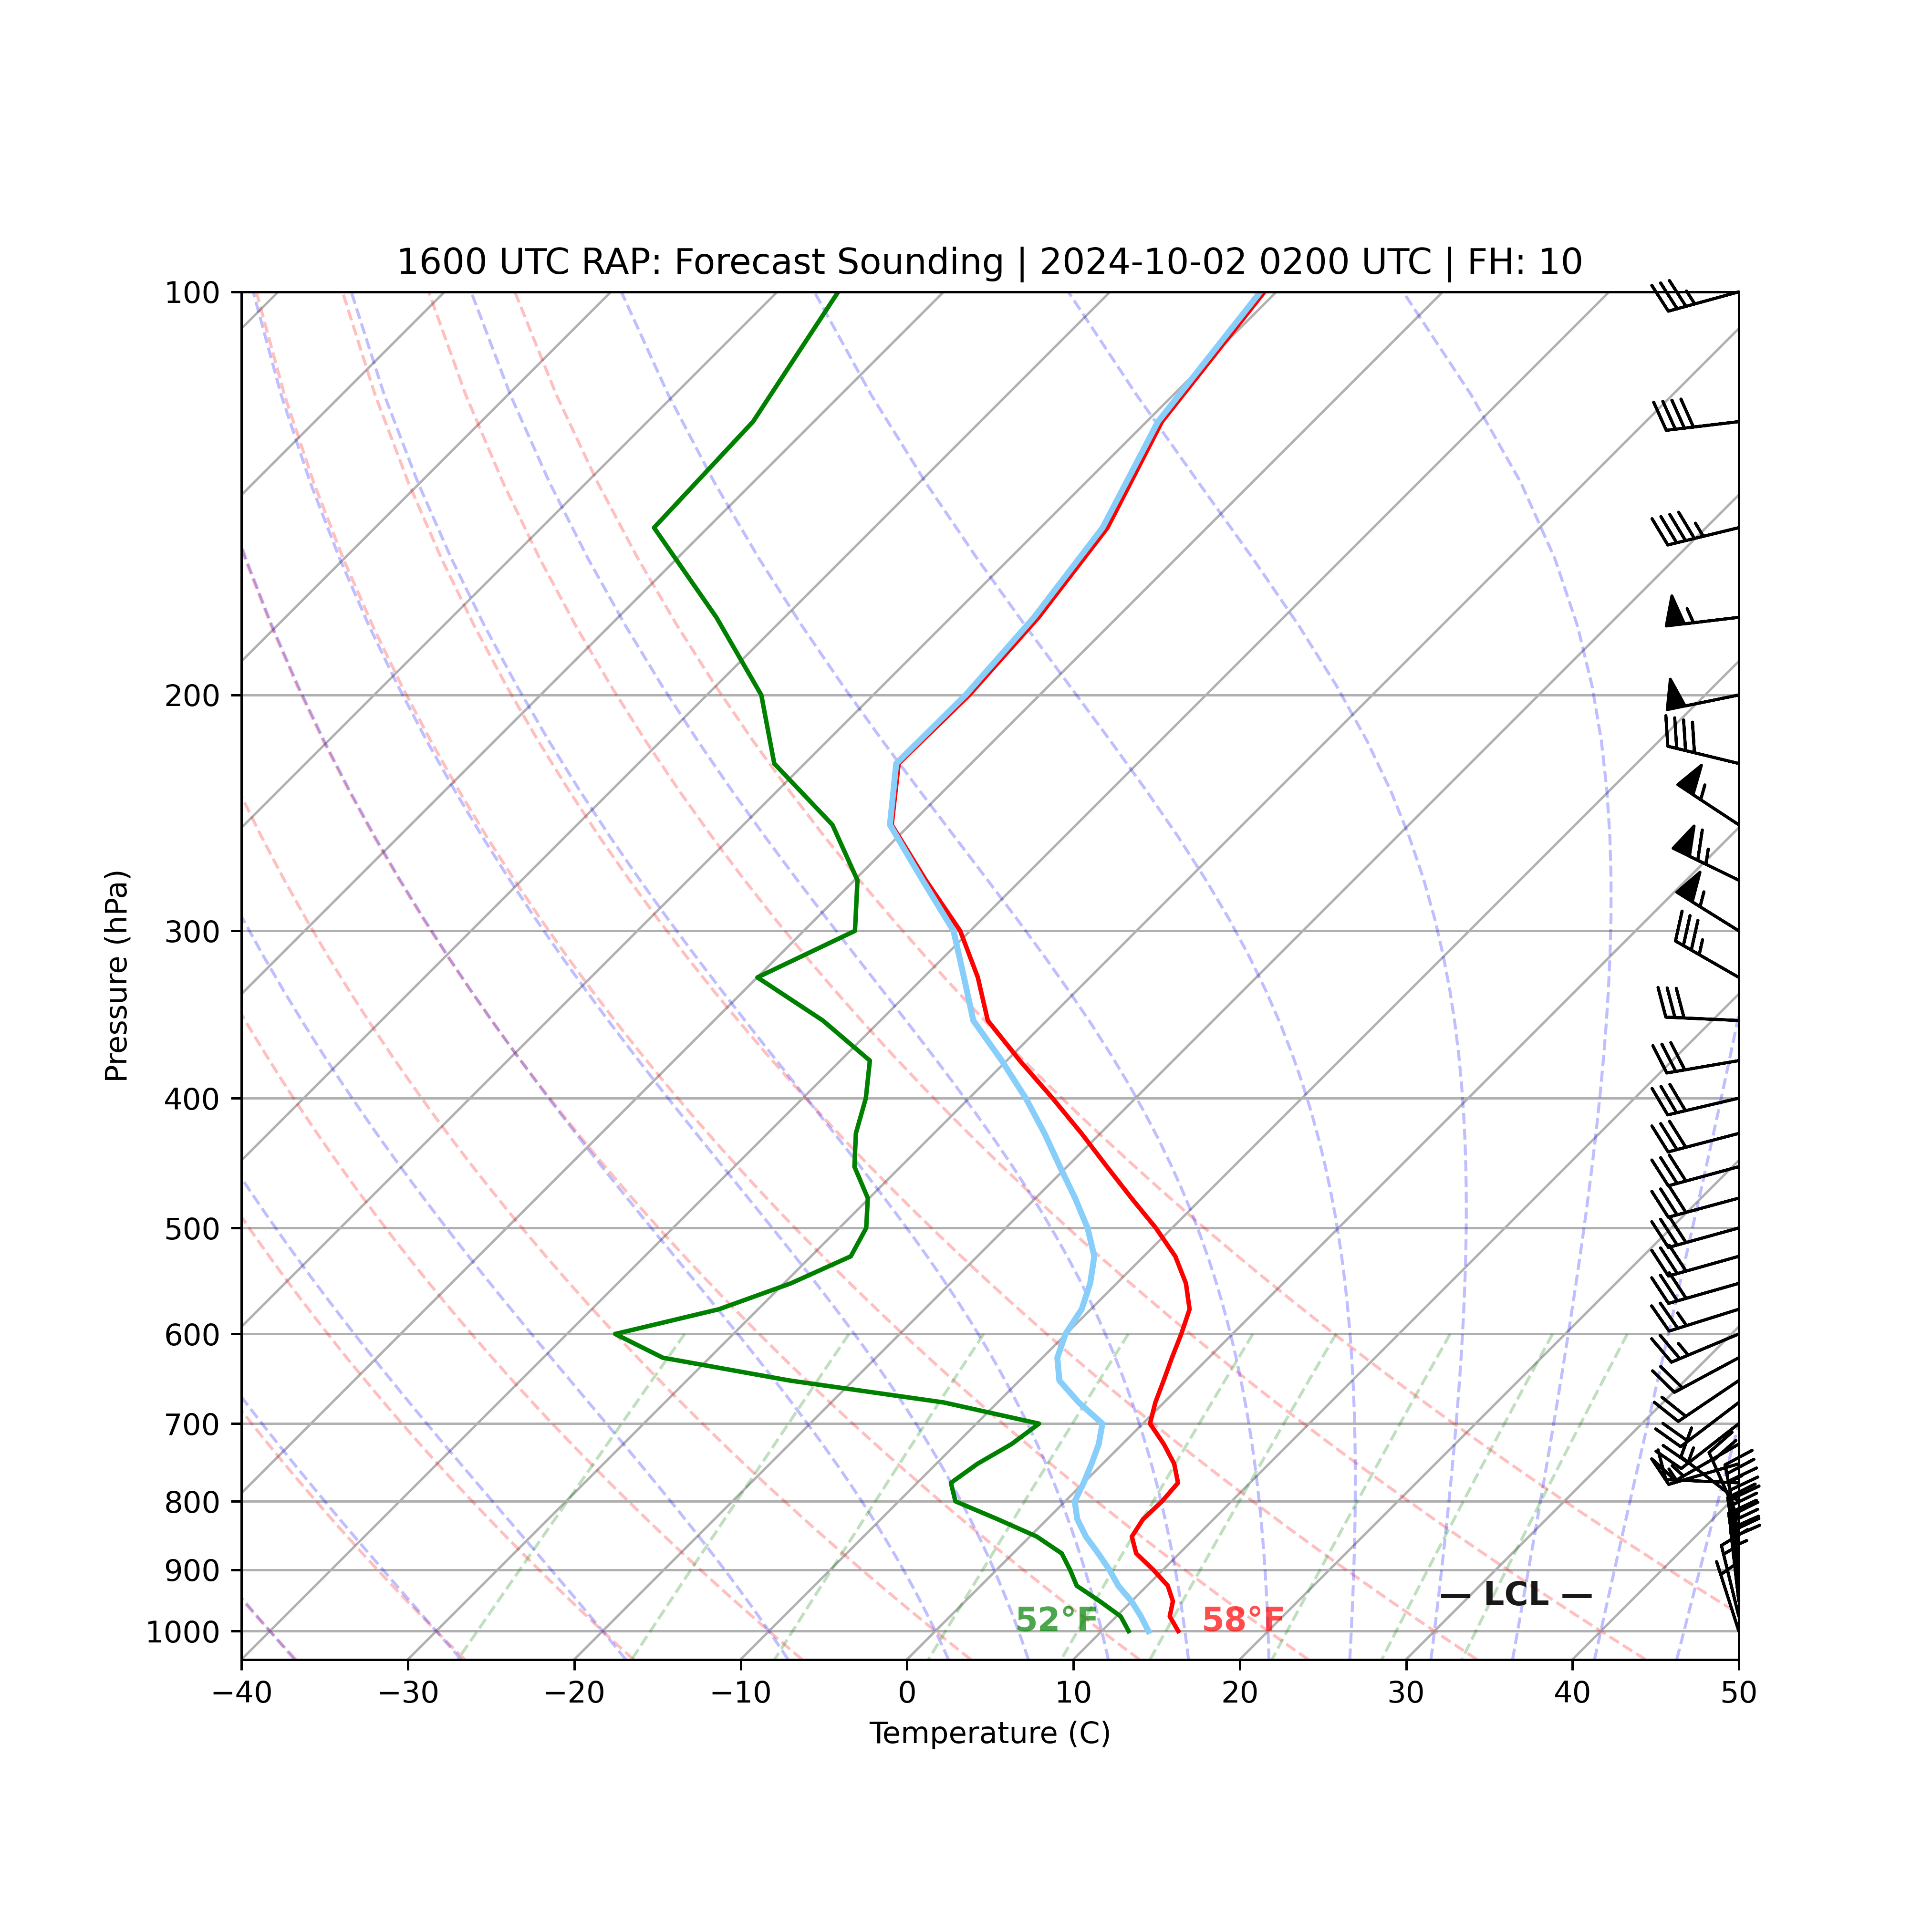 1600 UTC RAP: Forecast Sounding | 2024-10-02 0200 UTC | FH: 10
100
200
300
400
500
600
700
800
900
1000
Pressure (hPa)
— LCL —
52°F
58°F
−40 −30 −20 −10 0 10 20 30 40 50
Temperature (C)